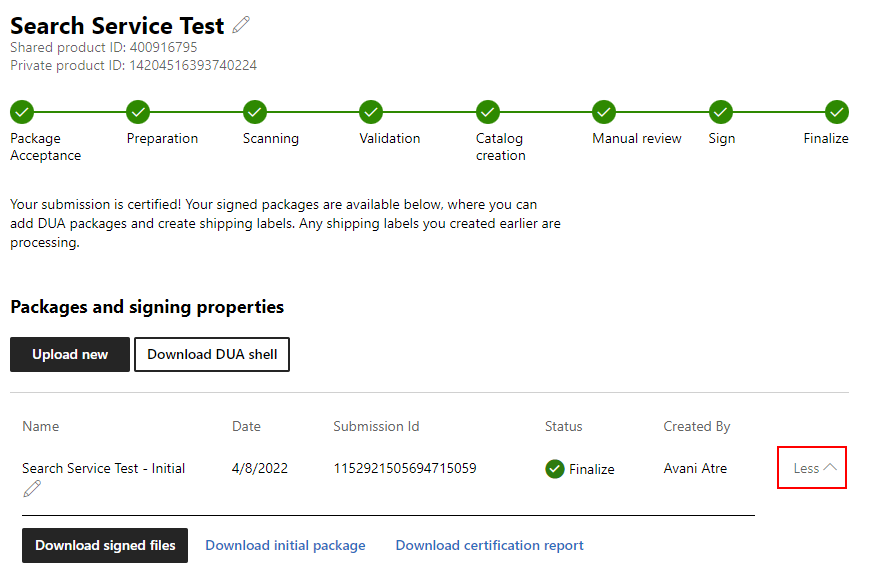 Search Service Test
Shared product ID: 400916795
Private product ID: 14204516393740224
Package Acceptance
Preparation
Scanning
Validation
Catalog creation
Manual review
Sign
Finalize
Your submission is certified! Your signed packages are available below, where you can
add DUA packages and create shipping labels. Any shipping labels you created earlier are
processing.
Packages and signing properties
Upload new
Download DUA shell
Name Date Submission Id Status Created By
Search Service Test - Initial 4/8/2022 1152921505694715059 Finalize Avani Atre Less
Download signed files Download initial package Download certification report